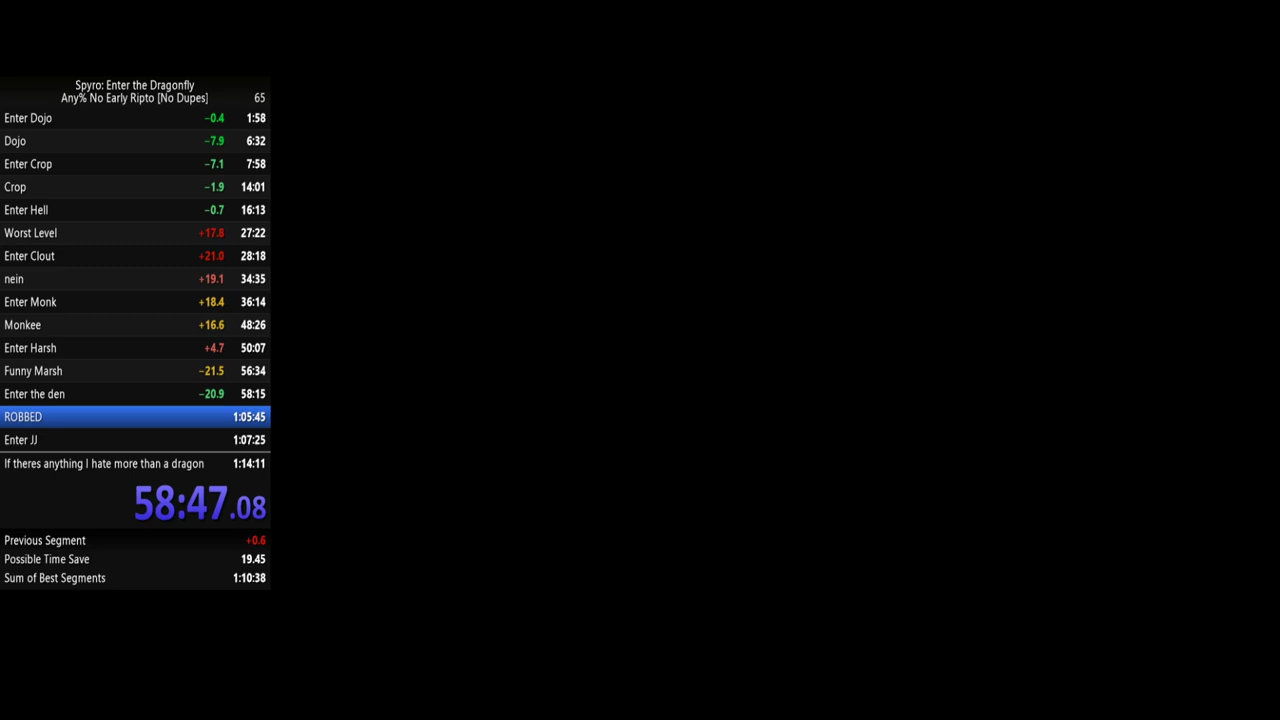 Spyro: Enter the Dragonfly
Any% No Early Ripto [No Dupes] 65
Enter Dojo −0.4 1:58
Dojo −7.9 6:32
Enter Crop −7.1 7:58
Crop −1.9 14:01
Enter Hell −0.7 16:13
Worst Level +17.8 27:22
Enter Clout +21.0 28:18
nein +19.1 34:35
Enter Monk +18.4 36:14
Monkee +16.6 48:26
Enter Harsh +4.7 50:07
Funny Marsh −21.5 56:34
Enter the den −20.9 58:15
ROBBED 1:05:45
Enter JJ 1:07:25
If theres anything I hate more than a dragon 1:14:11
58:47.08
Previous Segment +0.6
Possible Time Save 19.45
Sum of Best Segments 1:10:38